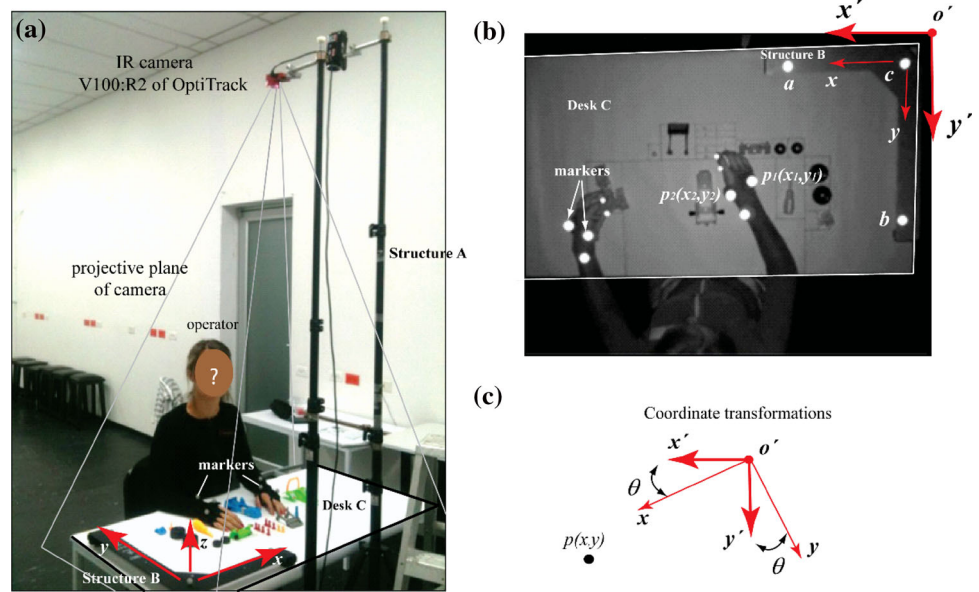 (a)
IR camera
V100:R2 of OptiTrack
Structure A
projective plane
of camera
operator
?
markers
Desk C
z
y
x
Structure B
(b)
x´
o´
Structure B
a
x
c
Desk C
y
y´
markers
p1(x1,y1)
p2(x2,y2)
b
(c)
Coordinate transformations
x´
o´
θ
x
y´
y
θ
p(x.y)